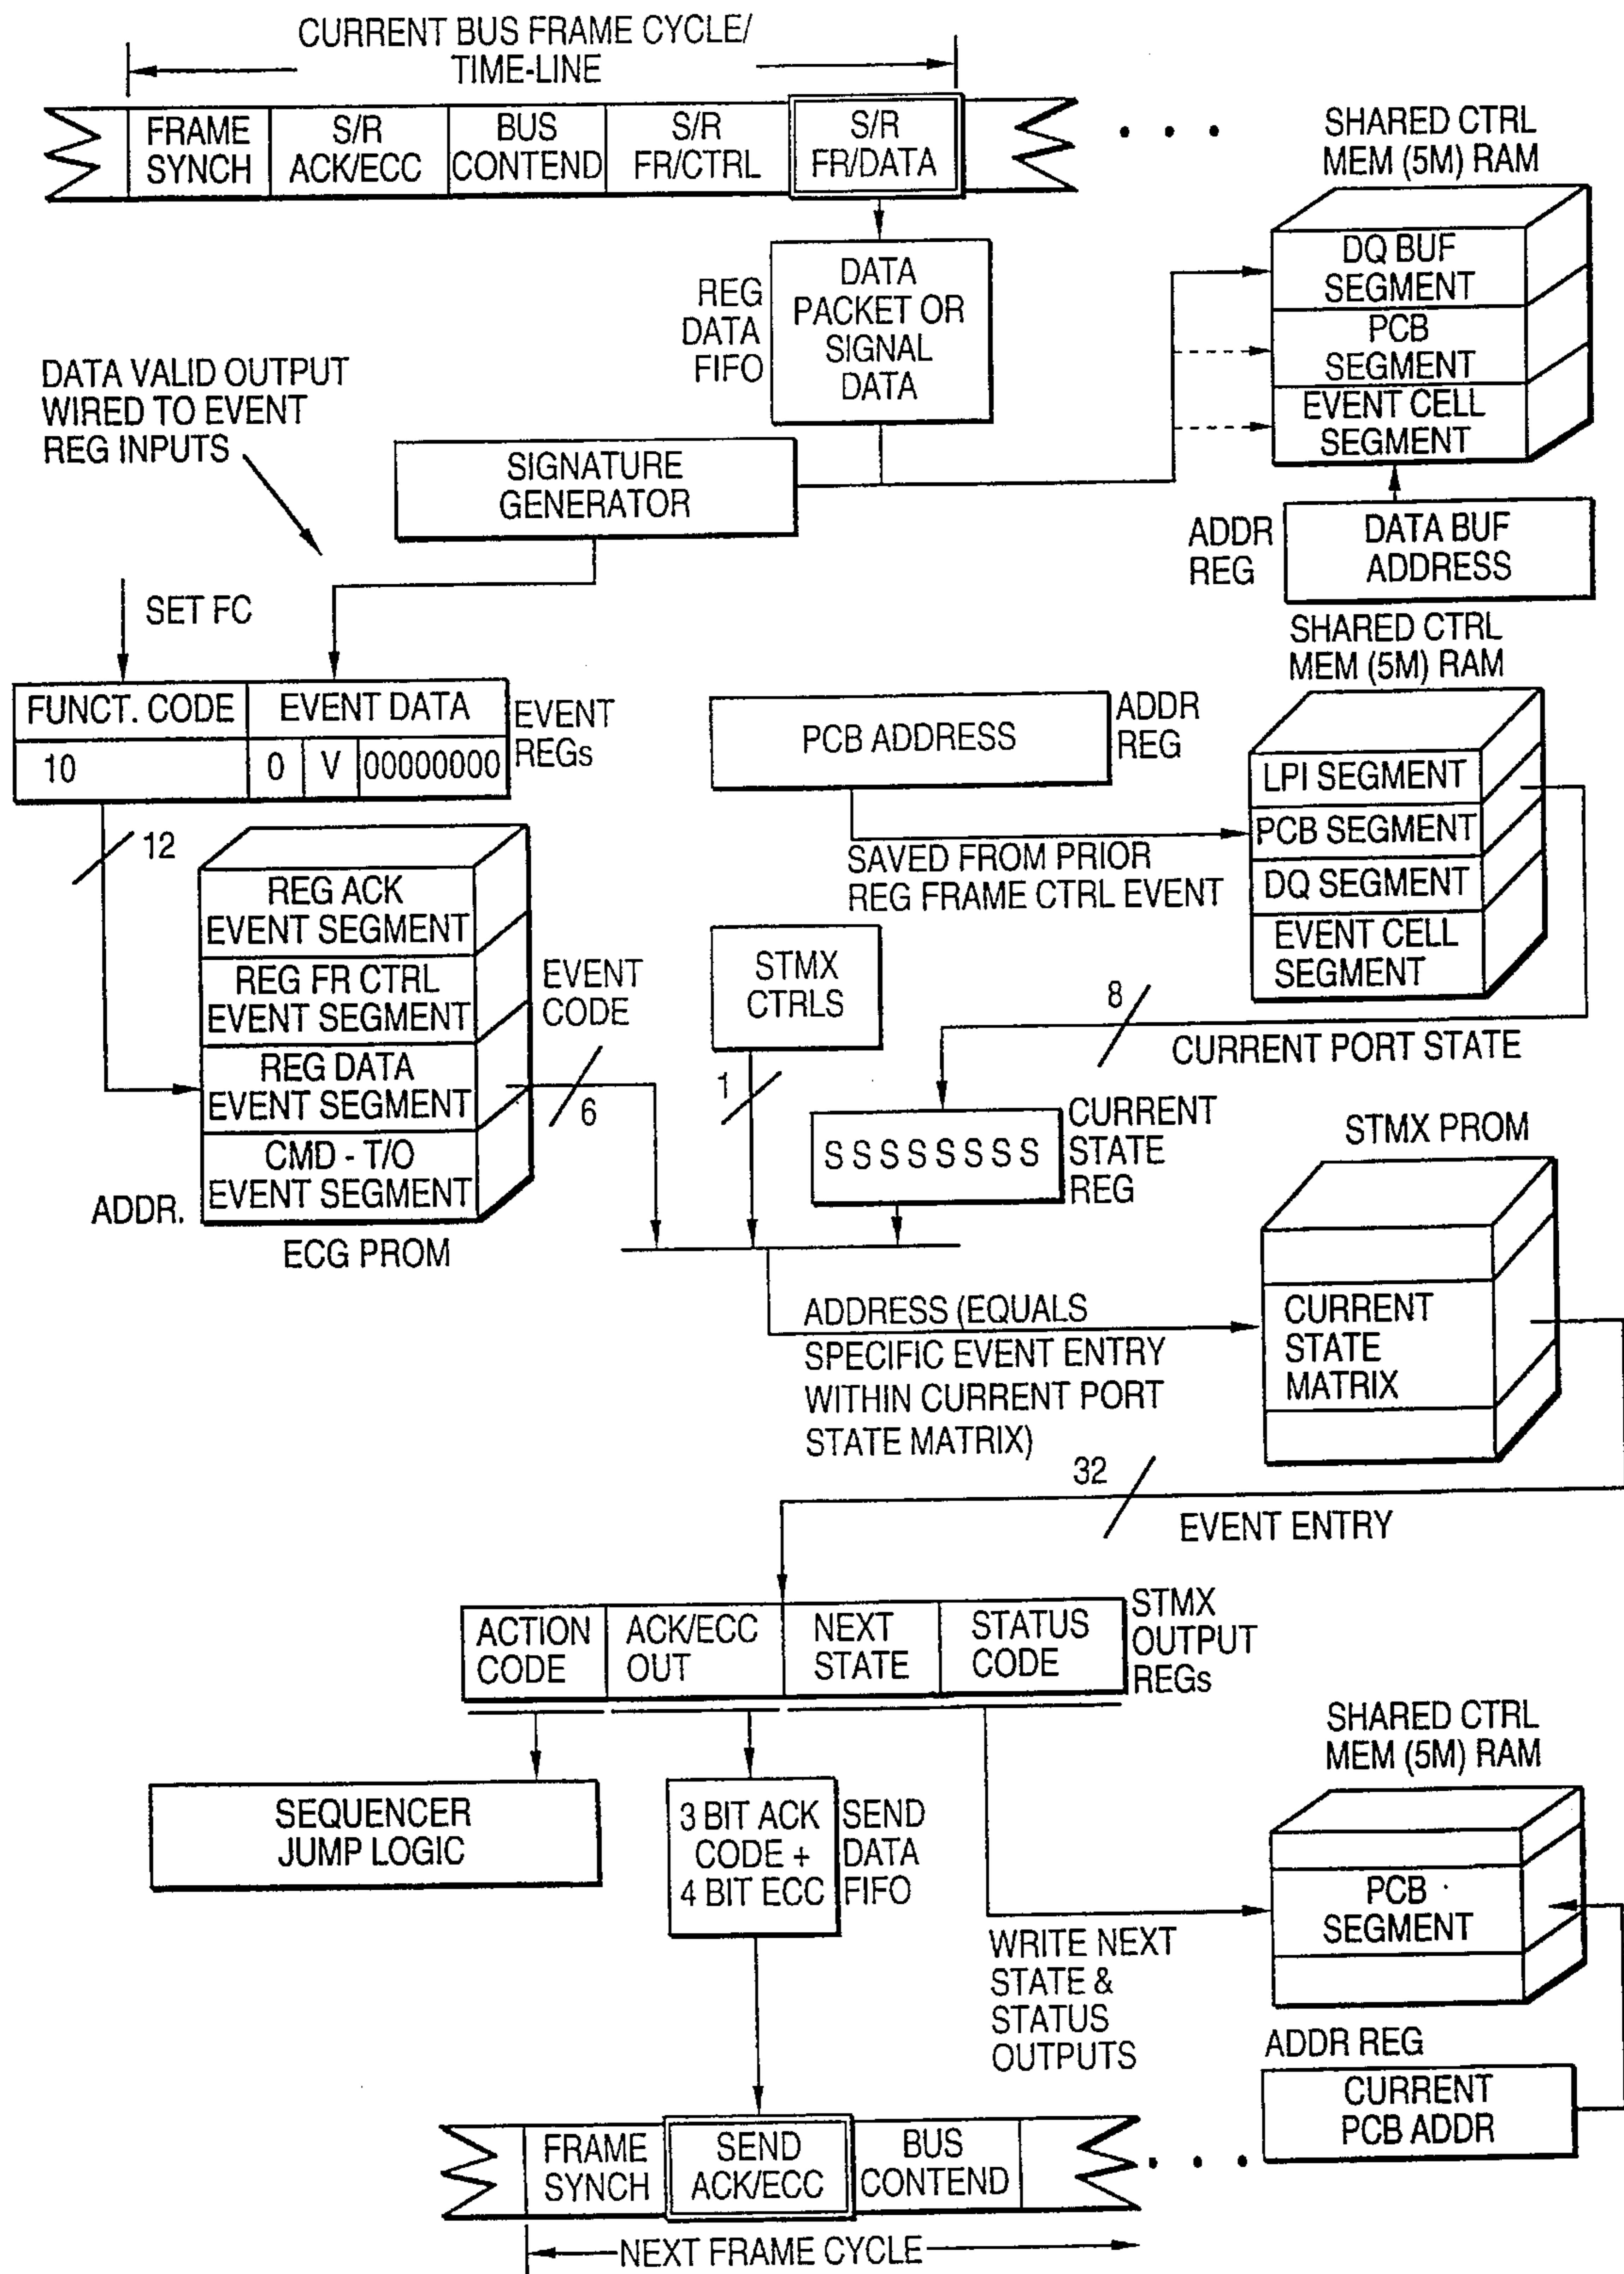 CURRENT BUS FRAME CYCLE/
TIME-LINE
FRAME
SYNCH
S/R
ACK/ECC
BUS
CONTEND
S/R
FR/CTRL
S/R
FR/DATA
SHARED CTRL
MEM (5M) RAM
DQ BUF
SEGMENT
PCB
SEGMENT
EVENT CELL
SEGMENT
REG
DATA
FIFO
DATA
PACKET OR
SIGNAL
DATA
DATA VALID OUTPUT
WIRED TO EVENT
REG INPUTS
SIGNATURE
GENERATOR
ADDR
REG
DATA BUF
ADDRESS
SET FC
SHARED CTRL
MEM (5M) RAM
FUNCT. CODE
EVENT DATA
EVENT
REGs
10
0
V
00000000
PCB ADDRESS
ADDR
REG
LPI SEGMENT
PCB SEGMENT
DQ SEGMENT
EVENT CELL
SEGMENT
SAVED FROM PRIOR
REG FRAME CTRL EVENT
12
REG ACK
EVENT SEGMENT
REG FR CTRL
EVENT SEGMENT
REG DATA
EVENT SEGMENT
CMD - T/O
EVENT SEGMENT
ADDR.
ECG PROM
EVENT
CODE
6
STMX
CTRLS
1
8
CURRENT PORT STATE
S S S S S S S S
CURRENT
STATE
REG
STMX PROM
CURRENT
STATE
MATRIX
ADDRESS (EQUALS
SPECIFIC EVENT ENTRY
WITHIN CURRENT PORT
STATE MATRIX)
32
EVENT ENTRY
ACTION
CODE
ACK/ECC
OUT
NEXT
STATE
STATUS
CODE
STMX
OUTPUT
REGs
SEQUENCER
JUMP LOGIC
3 BIT ACK
CODE +
4 BIT ECC
SEND
DATA
FIFO
SHARED CTRL
MEM (5M) RAM
PCB
SEGMENT
WRITE NEXT
STATE &
STATUS
OUTPUTS
ADDR REG
CURRENT
PCB ADDR
FRAME
SYNCH
SEND
ACK/ECC
BUS
CONTEND
NEXT FRAME CYCLE